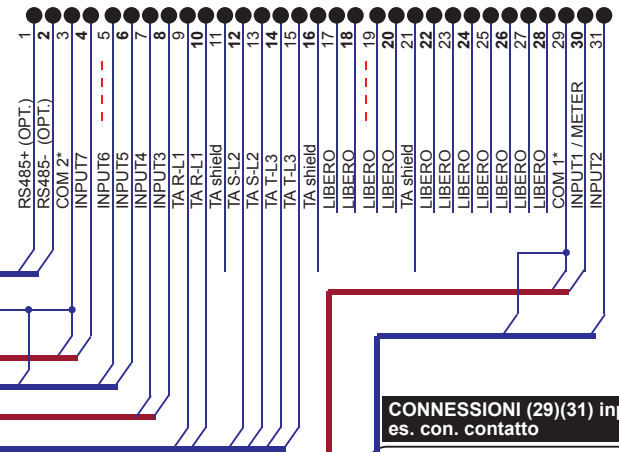 1 RS485+ (OPT.)
2 RS485- (OPT.)
3 COM 2*
4 INPUT7
5 INPUT6
6 INPUT5
7 INPUT4
8 INPUT3
9 TA R-L1
10 TA R-L1
11 TA shield
12 TA S-L2
13 TA S-L2
14 TA T-L3
15 TA T-L3
16 TA shield
17 LIBERO
18 LIBERO
19 LIBERO
20 LIBERO
21 TA shield
22 LIBERO
23 LIBERO
24 LIBERO
25 LIBERO
26 LIBERO
27 LIBERO
28 LIBERO
29 COM 1*
30 INPUT1 / METER
31 INPUT2
CONNESSIONI (29)(31) inp
es. con. contatto